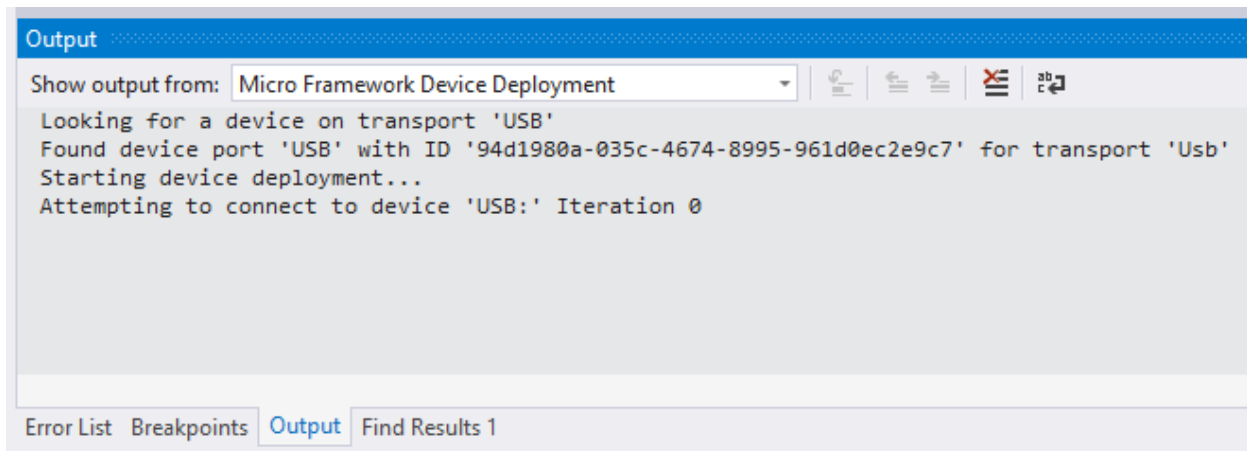 Output
Show output from: Micro Framework Device Deployment
Looking for a device on transport 'USB'
Found device port 'USB' with ID '94d1980a-035c-4674-8995-961d0ec2e9c7' for transport 'Usb'
Starting device deployment...
Attempting to connect to device 'USB:' Iteration 0
Error List Breakpoints Output Find Results 1